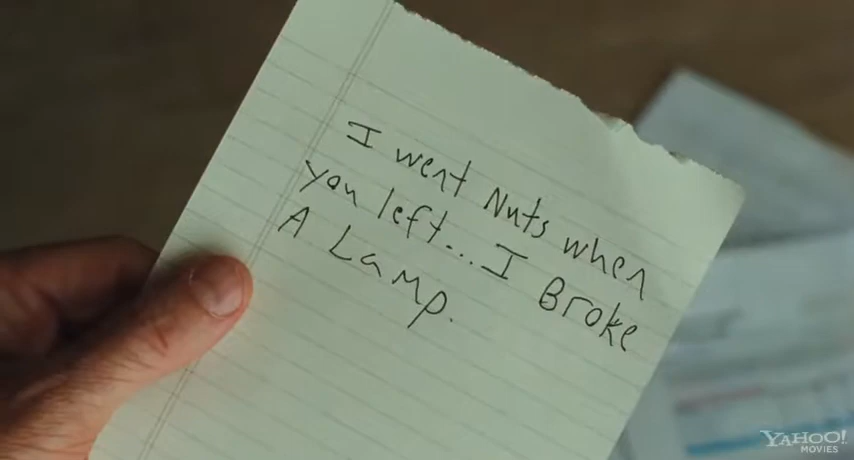 I went Nuts when
you left... I Broke
A Lamp.
YAHOO!
MOVIES